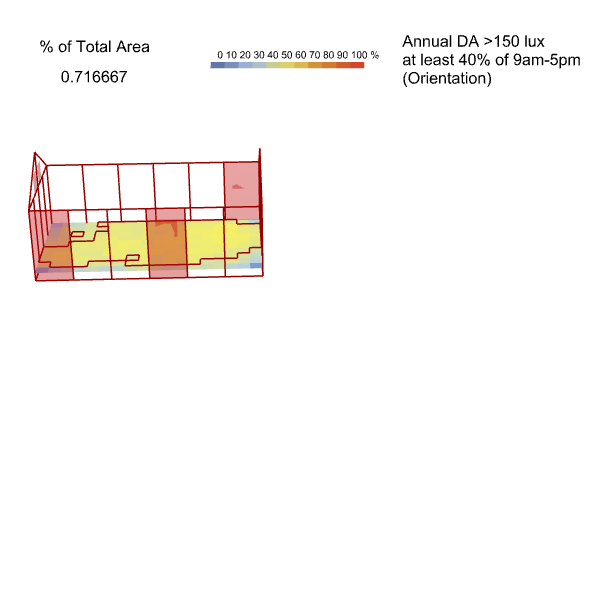 % of Total Area
0.716667
0 10 20 30 40 50 60 70 80 90 100 %
Annual DA >150 lux
at least 40% of 9am-5pm
(Orientation)